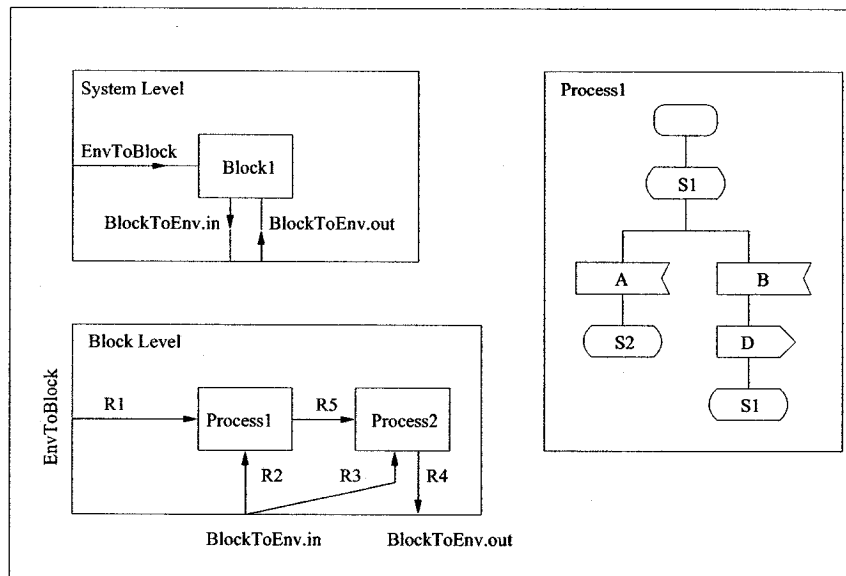 System Level
EnvToBlock
Block1
BlockToEnv.in
BlockToEnv.out
Block Level
EnvToBlock
R1
Process1
R5
Process2
R2
R3
R4
BlockToEnv.in
BlockToEnv.out
Process1
S1
A
B
S2
D
S1